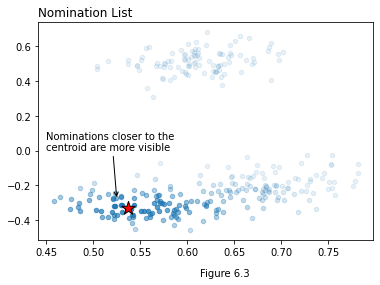 Nomination List
0.6
0.4
0.2
0.0
−0.2
−0.4
Nominations closer to the
centroid are more visible
0.45 0.50 0.55 0.60 0.65 0.70 0.75
Figure 6.3